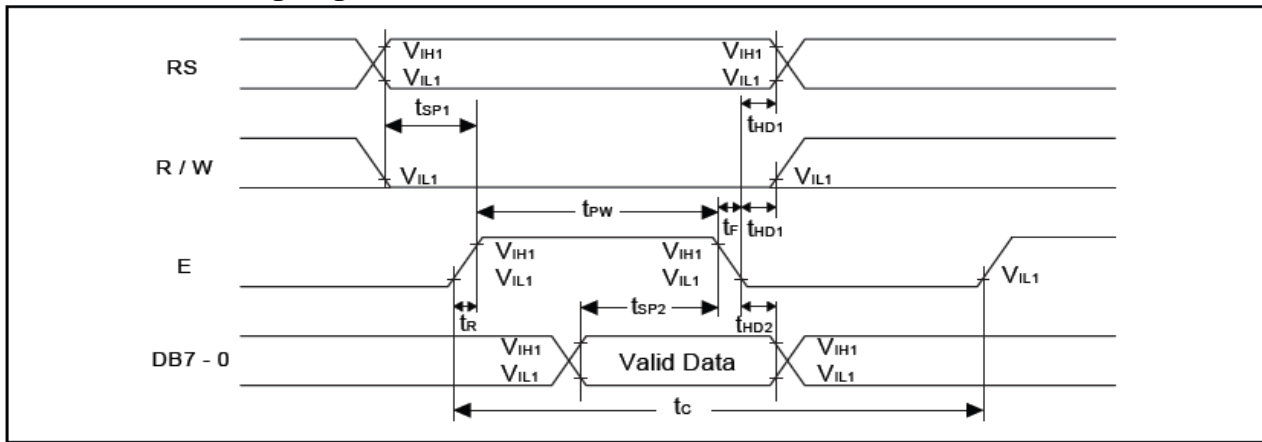 RS
VIH1
VIL1
VIH1
VIL1
tSP1
tHD1
R / W
VIL1
VIL1
tPW
tF
tHD1
E
VIH1
VIL1
VIH1
VIL1
VIL1
tR
tSP2
tHD2
DB7 - 0
VIH1
VIL1
Valid Data
VIH1
VIL1
tC